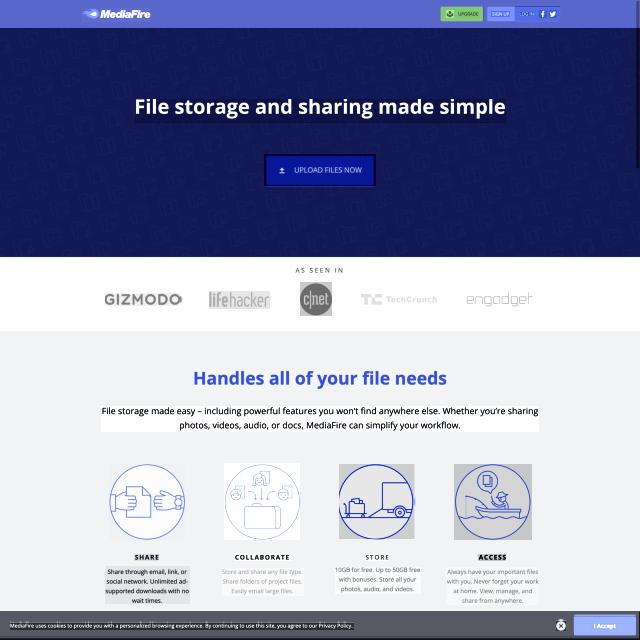 MediaFire
UPGRADE
SIGN UP
LOG IN
File storage and sharing made simple
UPLOAD FILES NOW
AS SEEN IN
GIZMODO
lifehacker
c|net
TC TechCrunch
engadget
Handles all of your file needs
File storage made easy – including powerful features you won't find anywhere else. Whether you're sharing
photos, videos, audio, or docs, MediaFire can simplify your workflow.
SHARE
Share through email, link, or
social network. Unlimited ad-
supported downloads with no
wait times.
COLLABORATE
Store and share any file type.
Share folders of project files.
Easily email large files.
STORE
10GB for free. Up to 50GB free
with bonuses. Store all your
photos, audio, and videos.
ACCESS
Always have your important files
with you. Never forget your work
at home. View, manage, and
share from anywhere.
MediaFire uses cookies to provide you with a personalized browsing experience. By continuing to use this site, you agree to our Privacy Policy.
I Accept